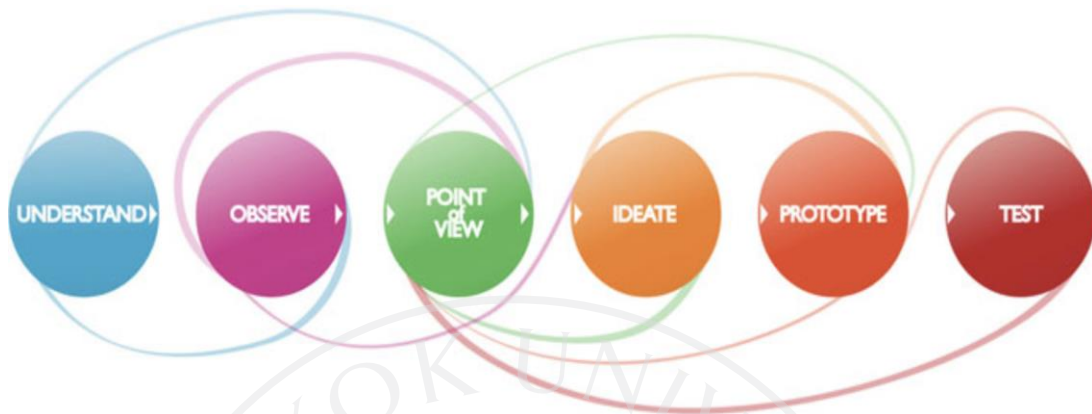 UNDERSTAND
OBSERVE
POINT
of
VIEW
IDEATE
PROTOTYPE
TEST